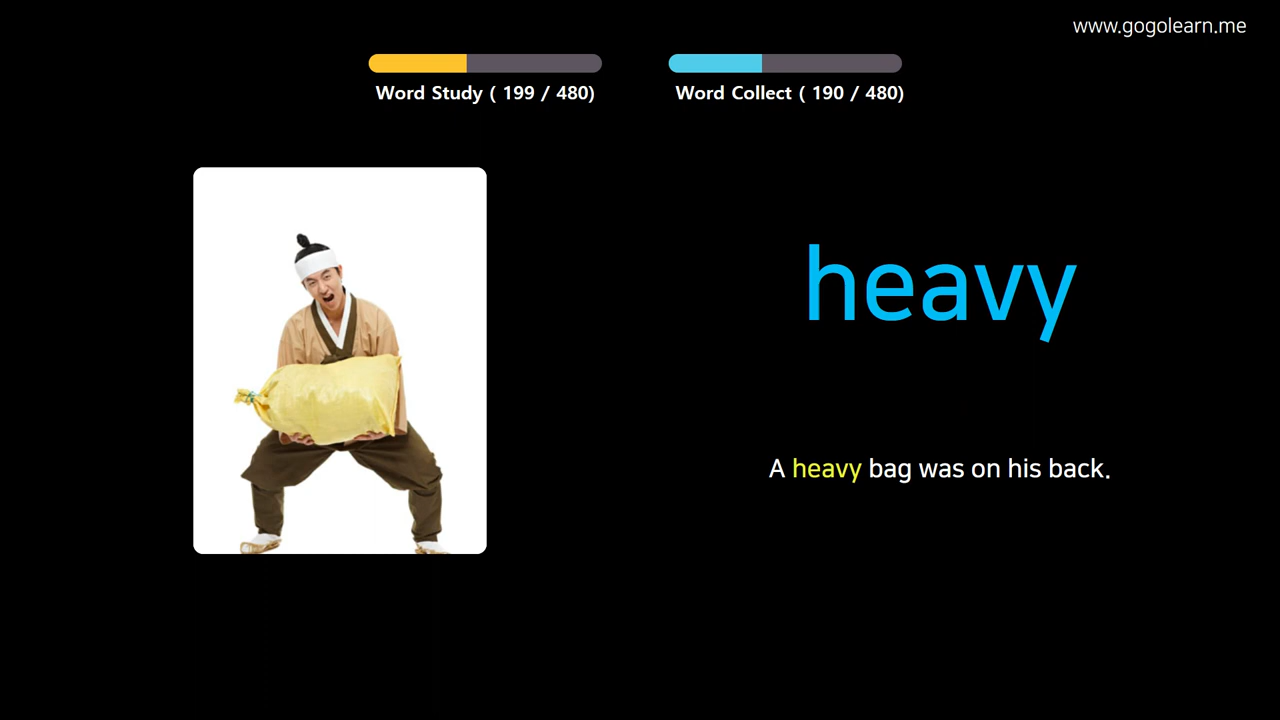 www.gogolearn.me
Word Study ( 199 / 480)
Word Collect ( 190 / 480)
heavy
A heavy bag was on his back.